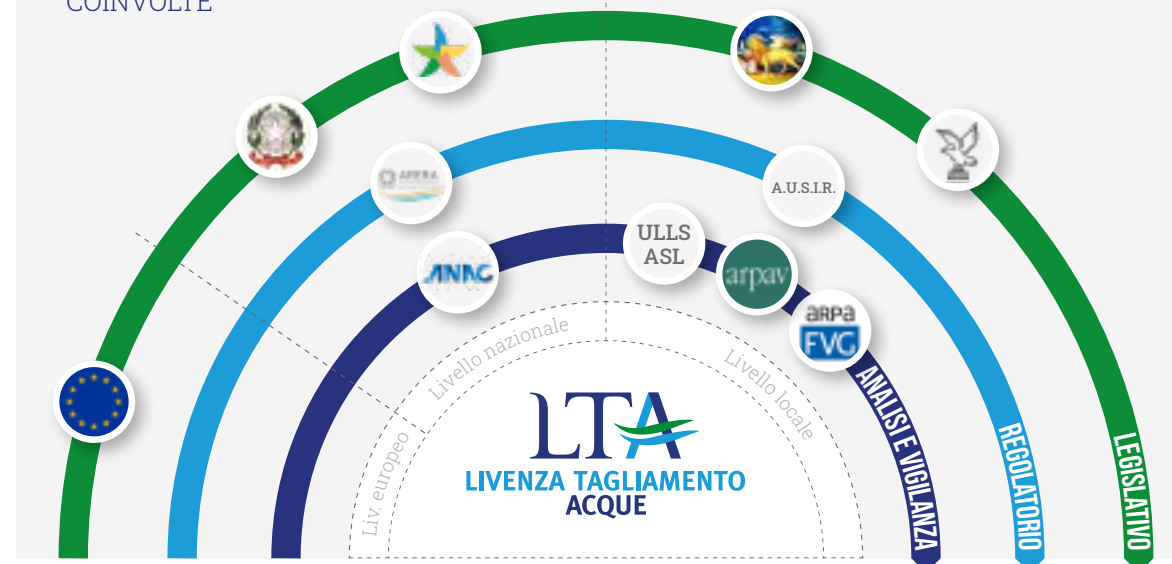 COINVOLTE
ARERA
A.U.S.I.R.
ANAC
ULLS
ASL
arpav
arpa
FVG
Livello nazionale
Livello locale
Liv. europeo
LTA
LIVENZA TAGLIAMENTO
ACQUE
ANALISI E VIGILANZA
REGOLATORIO
LEGISLATIVO